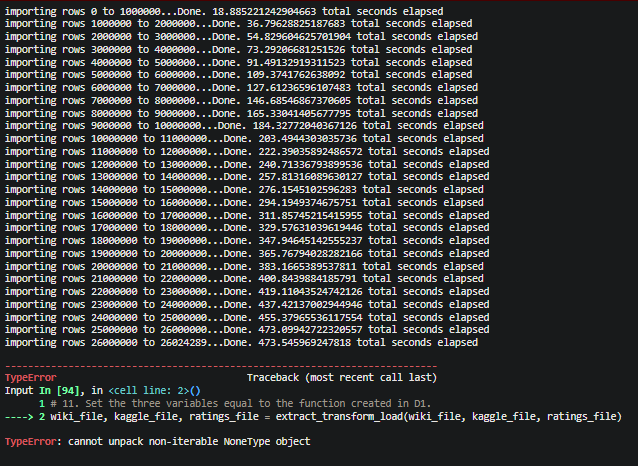 importing rows 0 to 1000000...Done. 18.885221242904663 total seconds elapsed
importing rows 1000000 to 2000000...Done. 36.79628825187683 total seconds elapsed
importing rows 2000000 to 3000000...Done. 54.829604625701904 total seconds elapsed
importing rows 3000000 to 4000000...Done. 73.29206681251526 total seconds elapsed
importing rows 4000000 to 5000000...Done. 91.49132919311523 total seconds elapsed
importing rows 5000000 to 6000000...Done. 109.3741762638092 total seconds elapsed
importing rows 6000000 to 7000000...Done. 127.61236596107483 total seconds elapsed
importing rows 7000000 to 8000000...Done. 146.68546867370605 total seconds elapsed
importing rows 8000000 to 9000000...Done. 165.33041405677795 total seconds elapsed
importing rows 9000000 to 10000000...Done. 184.32772040367126 total seconds elapsed
importing rows 10000000 to 11000000...Done. 203.4944303035736 total seconds elapsed
importing rows 11000000 to 12000000...Done. 222.39035892486572 total seconds elapsed
importing rows 12000000 to 13000000...Done. 240.71336793899536 total seconds elapsed
importing rows 13000000 to 14000000...Done. 257.81316089630127 total seconds elapsed
importing rows 14000000 to 15000000...Done. 276.1545102596283 total seconds elapsed
importing rows 15000000 to 16000000...Done. 294.1949374675751 total seconds elapsed
importing rows 16000000 to 17000000...Done. 311.85745215415955 total seconds elapsed
importing rows 17000000 to 18000000...Done. 329.57631039619446 total seconds elapsed
importing rows 18000000 to 19000000...Done. 347.94645142555237 total seconds elapsed
importing rows 19000000 to 20000000...Done. 365.76794028282166 total seconds elapsed
importing rows 20000000 to 21000000...Done. 383.1665389537811 total seconds elapsed
importing rows 21000000 to 22000000...Done. 400.8439884185791 total seconds elapsed
importing rows 22000000 to 23000000...Done. 419.11043524742126 total seconds elapsed
importing rows 23000000 to 24000000...Done. 437.42137002944946 total seconds elapsed
importing rows 24000000 to 25000000...Done. 455.37965536117554 total seconds elapsed
importing rows 25000000 to 26000000...Done. 473.09942722320557 total seconds elapsed
importing rows 26000000 to 26024289...Done. 473.545969247818 total seconds elapsed
---------------------------------------------------------------------------
TypeError Traceback (most recent call last)
Input In [94], in <cell line: 2>()
1 # 11. Set the three variables equal to the function created in D1.
----> 2 wiki_file, kaggle_file, ratings_file = extract_transform_load(wiki_file, kaggle_file, ratings_file)
TypeError: cannot unpack non-iterable NoneType object